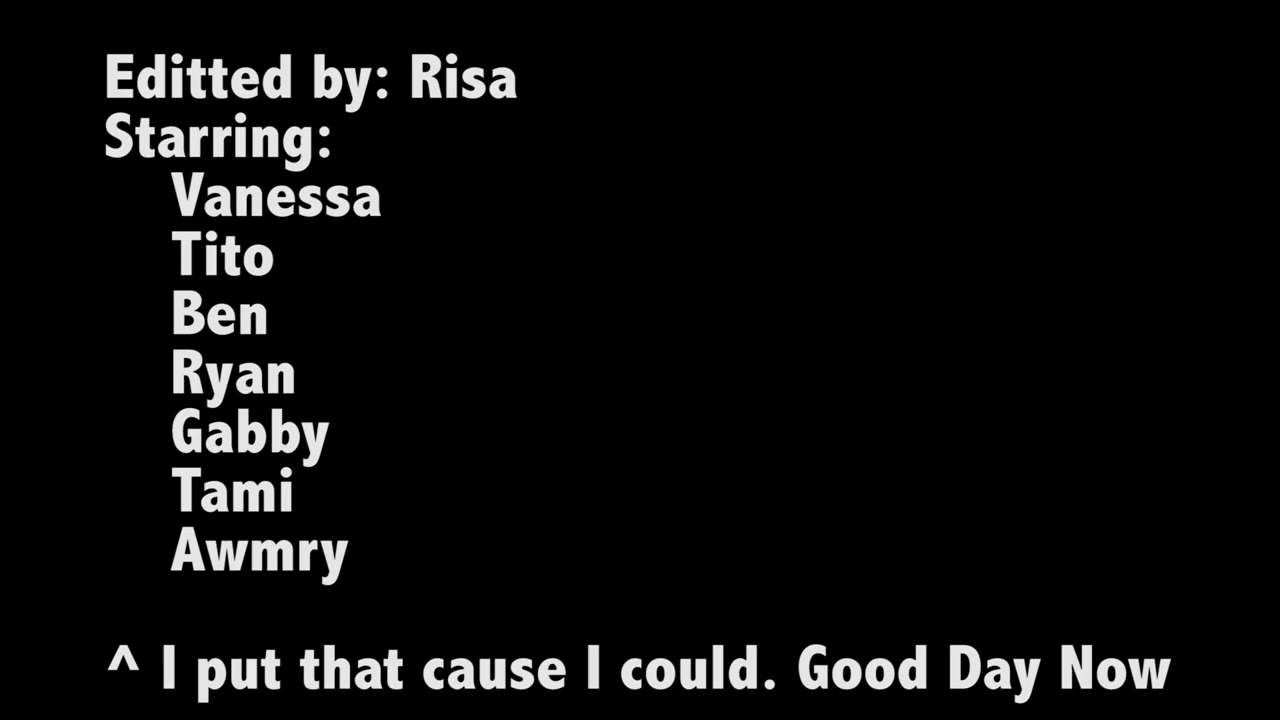 Editted by: Risa
Starring:
Vanessa
Tito
Ben
Ryan
Gabby
Tami
Awmry
^ I put that cause I could. Good Day Now